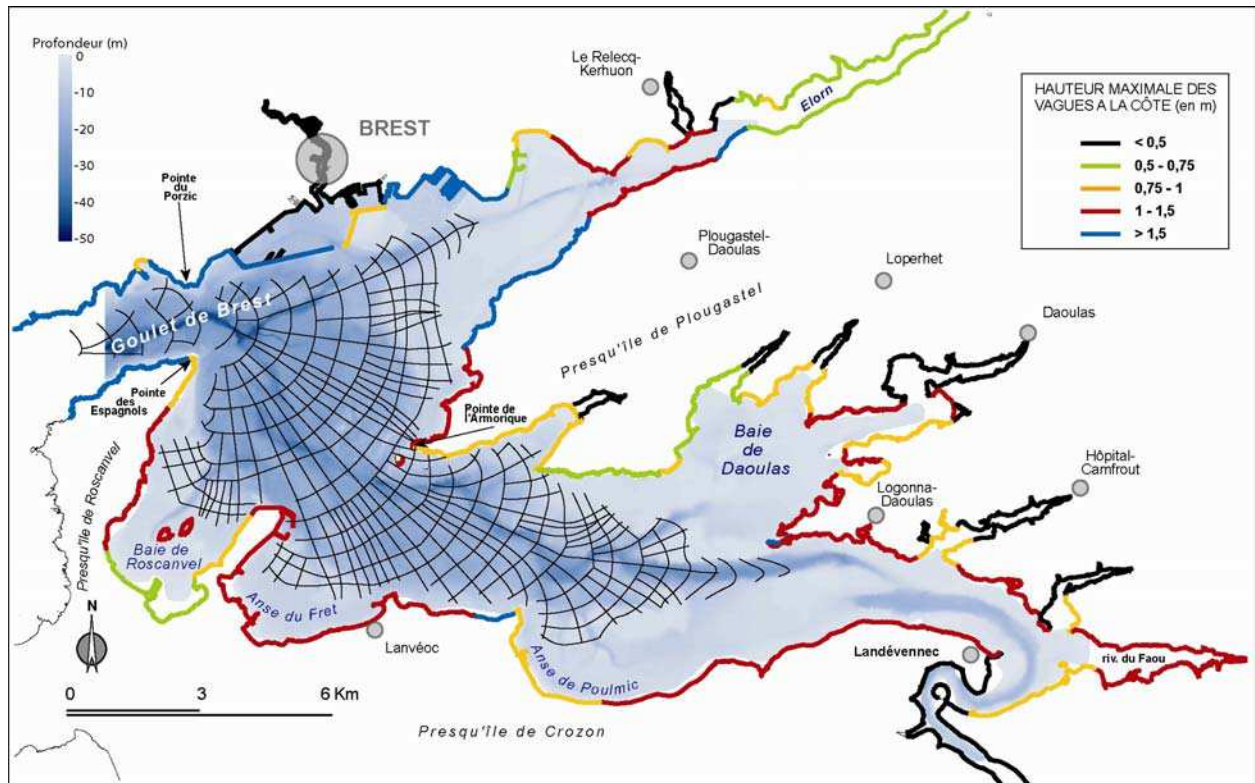 Profondeur (m)
0
-10
-20
-30
-40
-50
Le Relecq-
Kerhuon
Elorn
HAUTEUR MAXIMALE DES
VAGUES A LA CÔTE (en m)
< 0,5
0,5 - 0,75
0,75 - 1
1 - 1,5
> 1,5
BREST
Pointe
du
Porzic
Plougastel-
Daoulas
Loperhet
Daoulas
Goulet de Brest
Presqu'île de Plougastel
Pointe
des Espagnols
Pointe de
l'Armorique
Baie
de
Daoulas
Hôpital-
Camfrout
Logonna-
Daoulas
Presqu'île de Roscanvel
Baie de
Roscanvel
Anse du Fret
Lanvéoc
N
Landévennec
riv. du Faou
Anse de Poulmic
0 3 6 Km
Presqu'île de Crozon